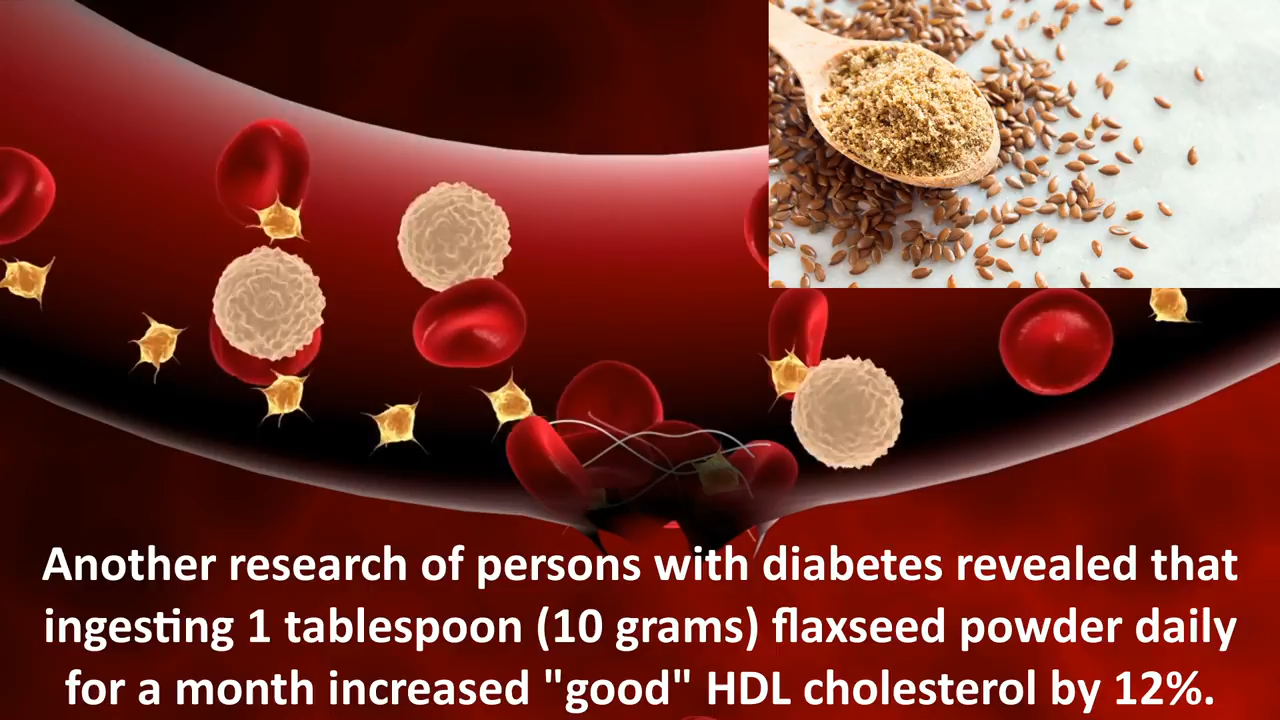 Another research of persons with diabetes revealed that
ingesting 1 tablespoon (10 grams) flaxseed powder daily
for a month increased "good" HDL cholesterol by 12%.